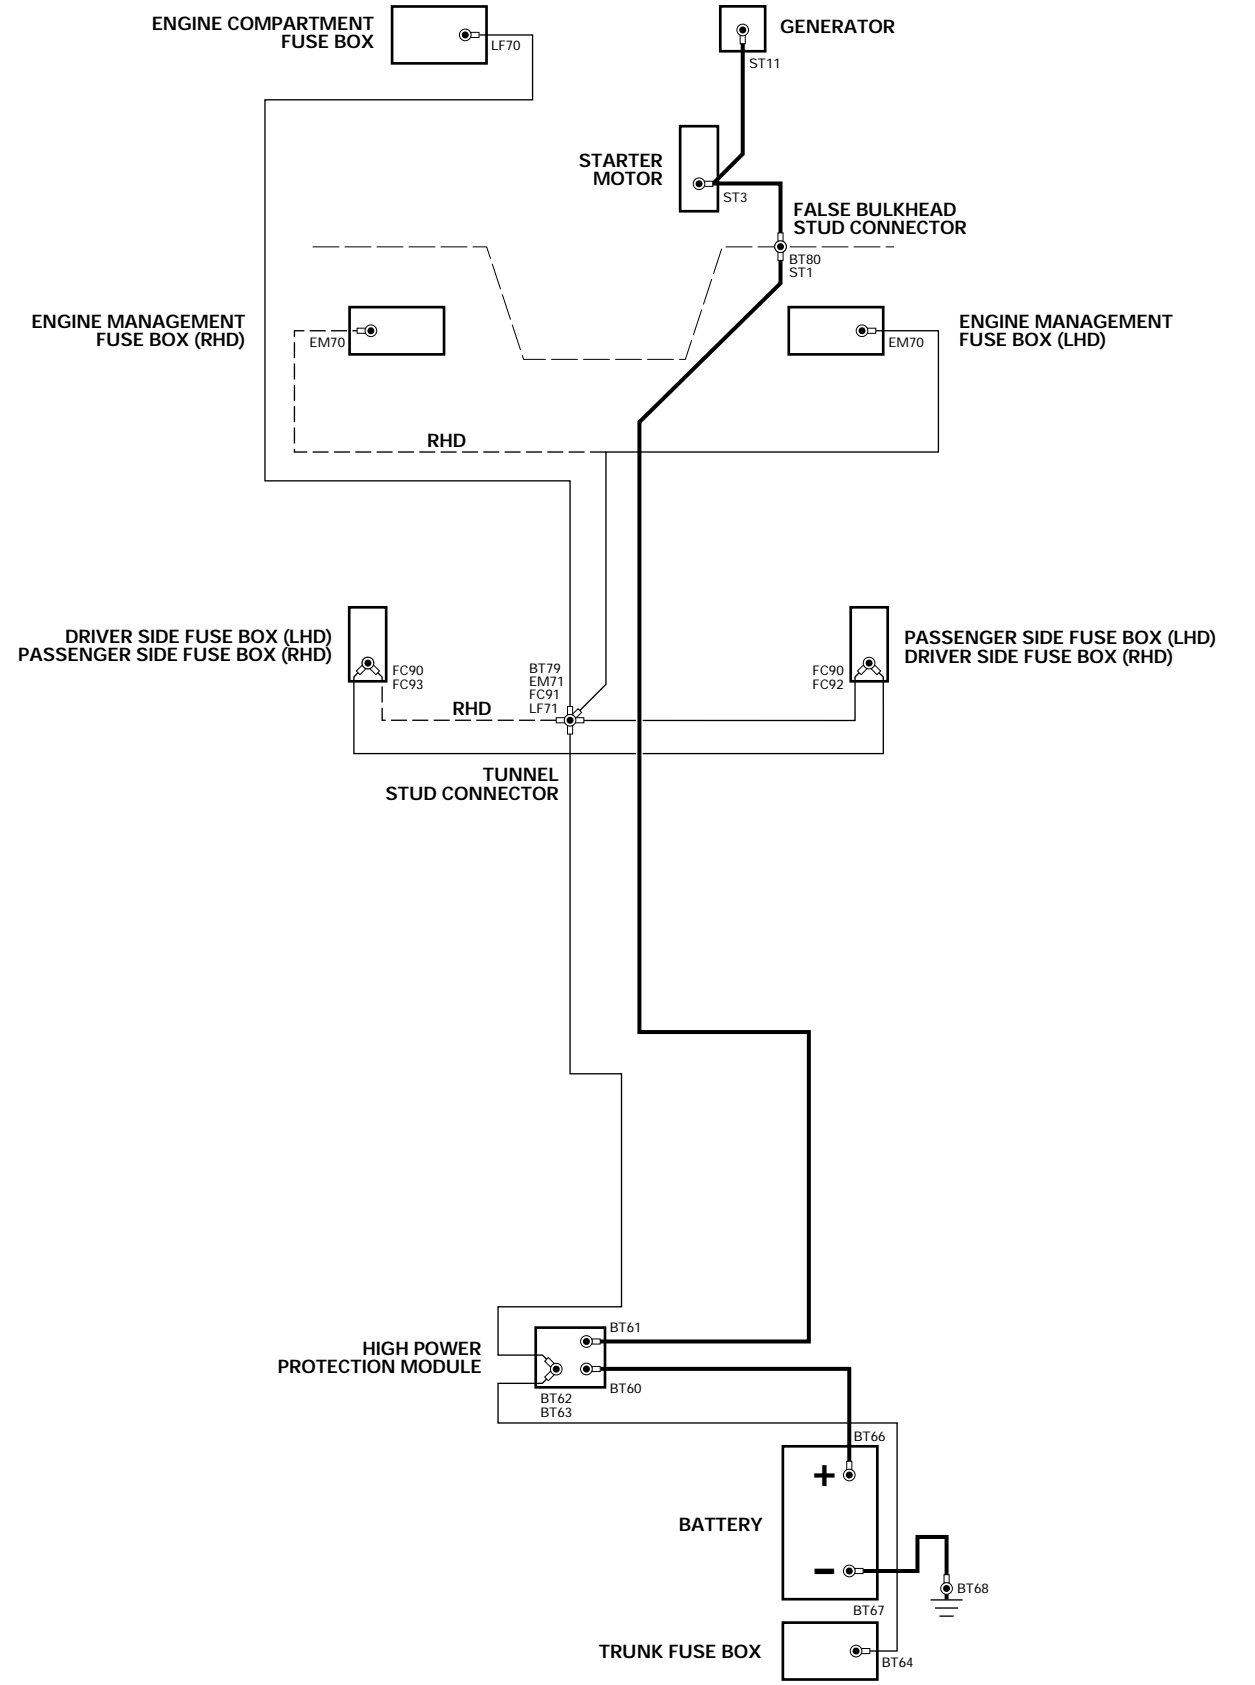 ENGINE COMPARTMENT
FUSE BOX
LF70
GENERATOR
ST11
STARTER
MOTOR
ST3
FALSE BULKHEAD
STUD CONNECTOR
BT80
ST1
ENGINE MANAGEMENT
FUSE BOX (RHD)
EM70
EM70
ENGINE MANAGEMENT
FUSE BOX (LHD)
RHD
DRIVER SIDE FUSE BOX (LHD)
PASSENGER SIDE FUSE BOX (RHD)
FC90
FC93
RHD
BT79
EM71
FC91
LF71
FC90
FC92
PASSENGER SIDE FUSE BOX (LHD)
DRIVER SIDE FUSE BOX (RHD)
TUNNEL
STUD CONNECTOR
HIGH POWER
PROTECTION MODULE
BT61
BT60
BT62
BT63
BT66
+
BATTERY
–
BT68
BT67
TRUNK FUSE BOX
BT64